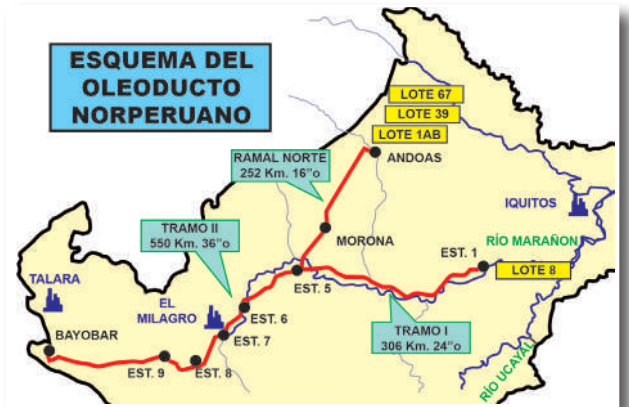 ESQUEMA DEL
OLEODUCTO
NORPERUANO
LOTE 67
LOTE 39
LOTE 1AB
RAMAL NORTE
252 Km. 16"o
ANDOAS
IQUITOS
TRAMO II
550 Km. 36"o
MORONA
RÍO MARAÑON
EST. 1
LOTE 8
TALARA
EL
MILAGRO
EST. 5
EST. 6
EST. 7
BAYOBAR
EST. 9
EST. 8
TRAMO I
306 Km. 24"o
RÍO UCAYALI